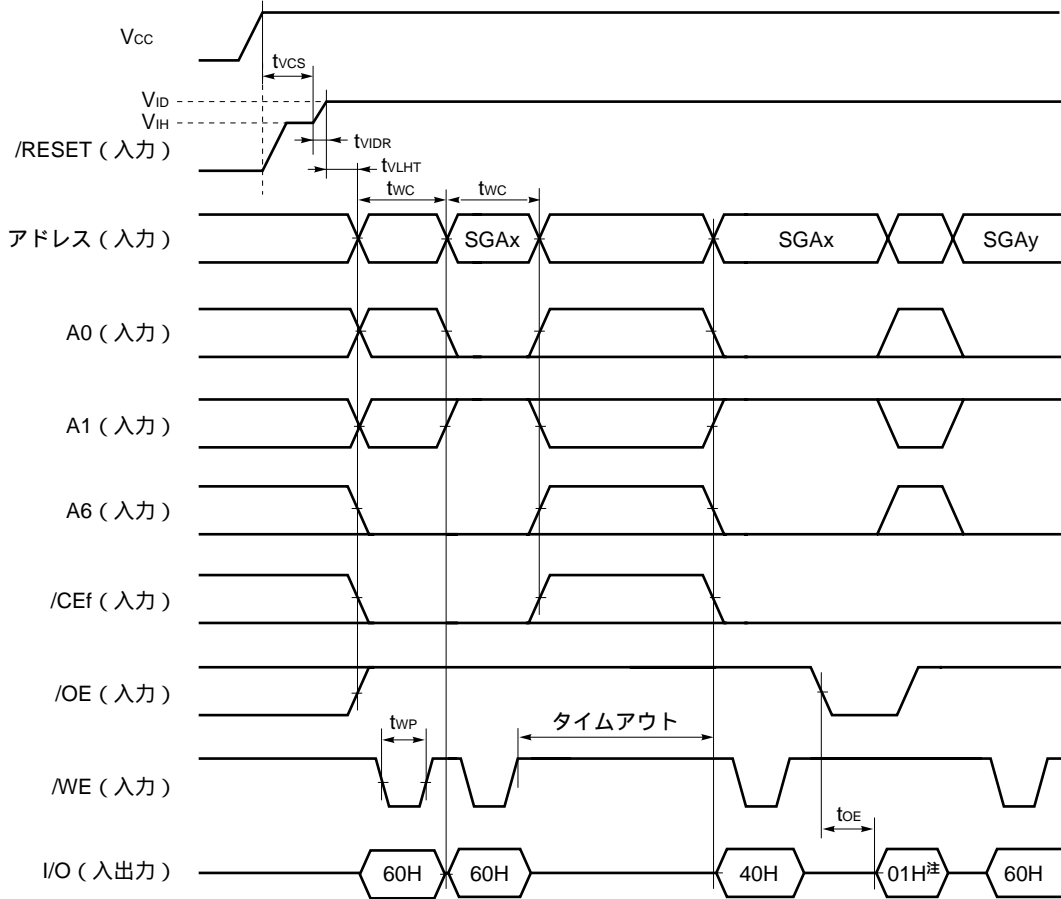 VCC
tVCS
VID
VIH
/RESET（入力）
tVIDR
tVLHT
tWC tWC
アドレス（入力） SGAx SGAx SGAy
A0（入力）
A1（入力）
A6（入力）
/CEf（入力）
/OE（入力）
tWP タイムアウト
/WE（入力）
tOE
I/O（入出力） 60H 60H 40H 01H注 60H